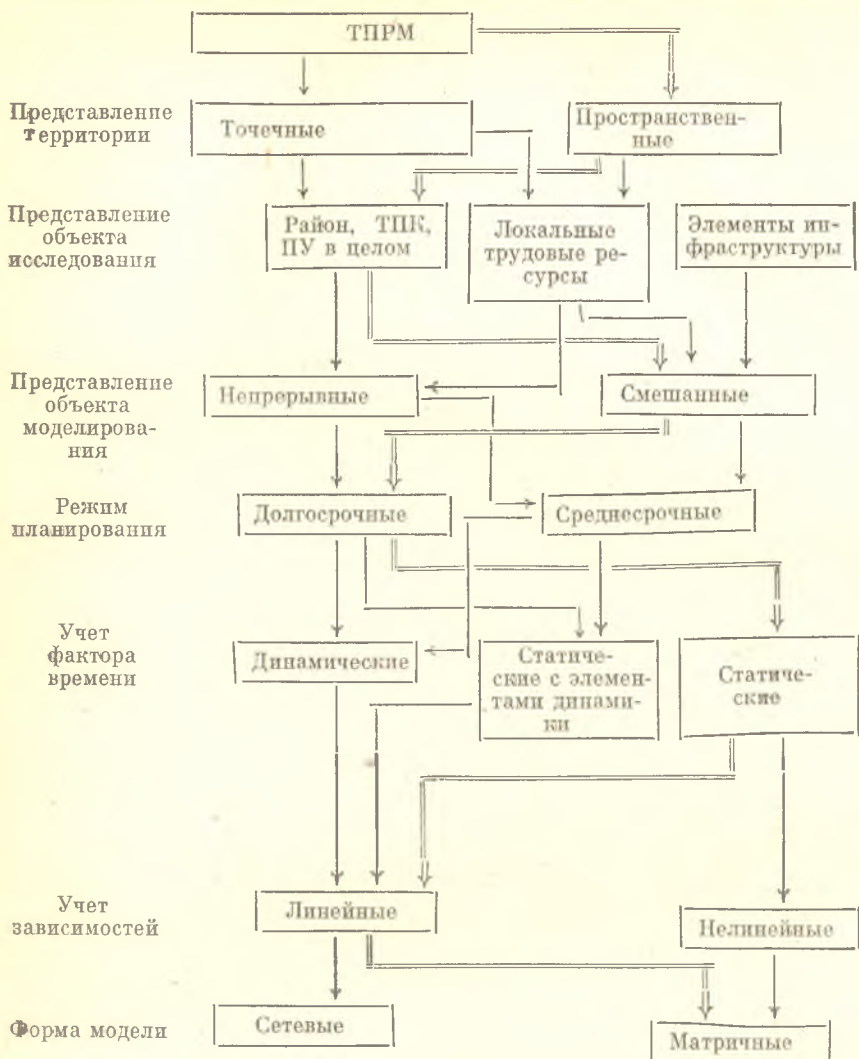 ТПРМ
Представление
территории
Точечные
Пространствен-
ные
Представление
объекта
исследования
Район, ТПК,
ПУ в целом
Локальные
трудовые ре-
сурсы
Элементы ин-
фраструктуры
Представление
объекта
моделирова-
ния
Непрерывные
Смешанные
Режим
планирования
Долгосрочные
Среднесрочные
Учет
фактора
времени
Динамические
Статиче-
ские с элемен-
тами динами-
ки
Статиче-
ские
Учет
зависимостей
Линейные
Нелинейные
Форма модели
Сетевые
Матричные